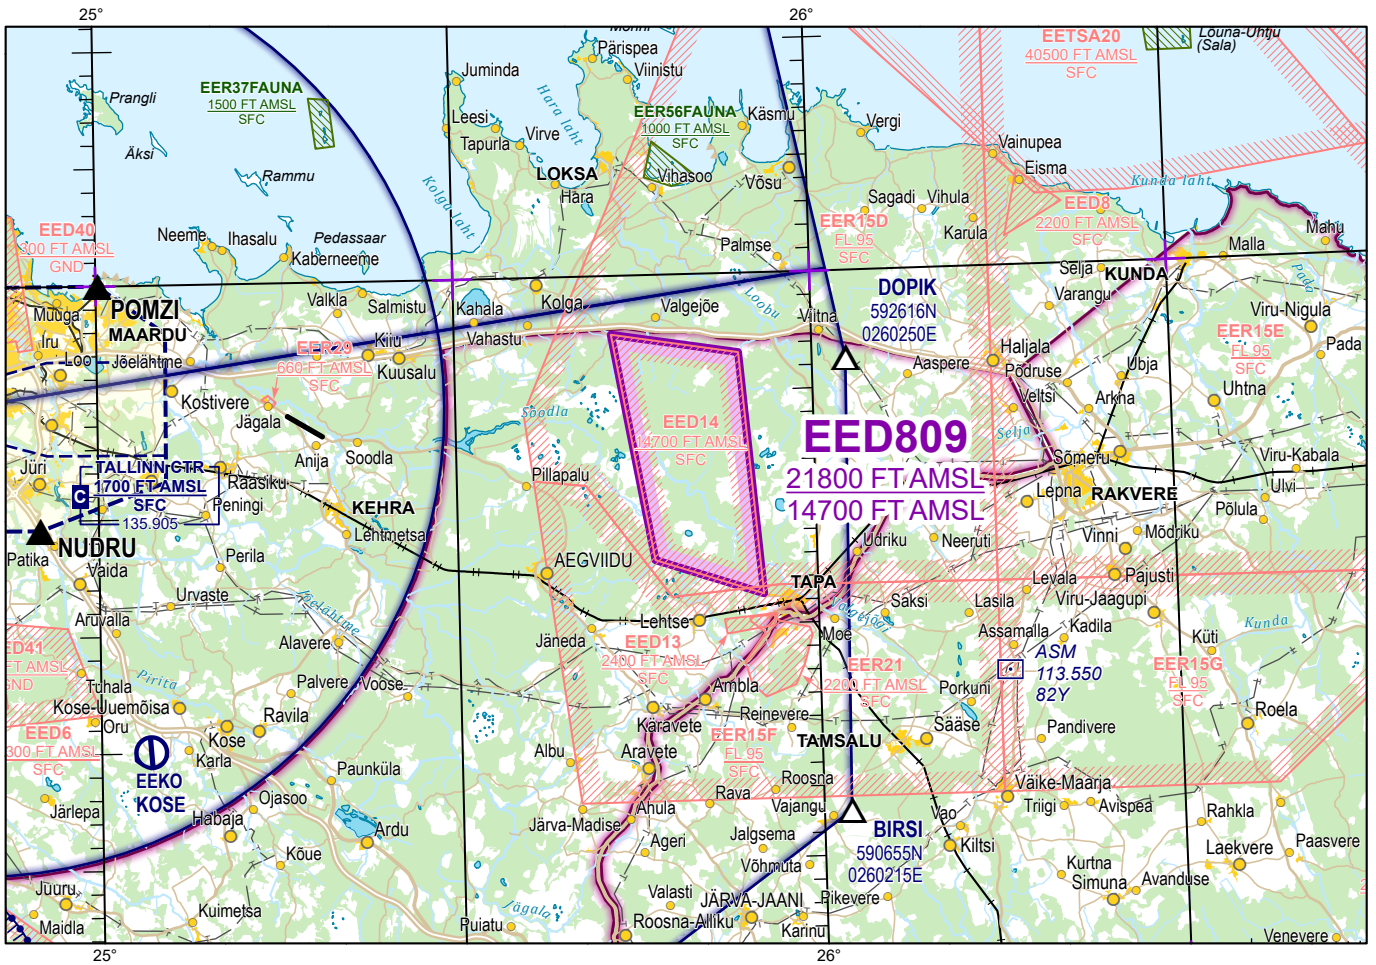 25°
26°
Prangli
Äksi
Rammu
EER37FAUNA
1500 FT AMSL
SFC
Juminda
Leesi
Tapurla
Virve
Hara laht
Pärispea
Viinistu
EER56FAUNA
1000 FT AMSL
SFC
Käsmu
Vergi
EETSA20
40500 FT AMSL
SFC
Louna-Uhtju
(Sala)
Vainupea
Eisma
Kunda laht
LOKSA
Hara
Vihasoo
Võsu
Kolga laht
EED40
GND
Neeme
Ihasalu
Pedassaar
Kaberneeme
Sagadi
Vihula
Karula
EER15D
FL 95
SFC
EED8
2200 FT AMSL
SFC
Palmse
Mahu
Malla
Selja
KUNDA
Pada
Varangu
Viru-Nigula
POMZI
MAARDU
Muuga
Iru
Loo
Jõelähtme
Valkla
Salmistu
Kahala
Kolga
Vahastu
Valgejõe
Loobu
Viitna
DOPIK
592616N
0260250E
EER15E
FL 95
SFC
Pada
EER29
660 FT AMSL
SFC
Kiiu
Kuusalu
Aaspere
Haljala
Põdruse
Ubja
Uhtna
Kostivere
Jägala
Anija
Soodla
Soodla
EED14
14700 FT AMSL
SFC
EED809
21800 FT AMSL
14700 FT AMSL
Veltsi
Arkna
Selja
Sõmeru
Viru-Kabala
Ulvi
Jüri
C
TALLINN CTR
1700 FT AMSL
SFC
135.905
Raasiku
Peningi
Pillapalu
Lepna
RAKVERE
Põlula
KEHRA
Lehtmetsa
NUDRU
Patika
Vaida
Perila
AEGVIIDU
Udriku
Neeruti
Vinni
Mõdriku
TAPA
Levala
Pajusti
Urvaste
Aruvalla
Jõelähtme
Alavere
Lehtse
Jäneda
Valgejõgi
Moe
Saksi
Lasila
Viru-Jaagupi
Assamalla
Kadila
Küti
Kunda
EED41
FT AMSL
GND
EED13
2400 FT AMSL
SFC
EER21
2200 FT AMSL
SFC
ASM
113.550
82Y
EER15G
FL 95
SFC
Pirita
Tuhala
Kose-Uuemõisa
Oru
Palvere
Voose
Ravila
Kose
Karla
Ambla
Porkuni
Käravete
Reinevere
Sääse
Pandivere
Roela
EED6
300 FT AMSL
SFC
EER15F
FL 95
SFC
TAMSALU
EEKO
KOSE
Albu
Aravete
Paunküla
Roosna
Väike-Maarja
Järlepa
Ojasoo
Habaja
Ardu
Ahula
Rava
Vajangu
Triigi
Avispea
Rahkla
Järva-Madise
Vao
BIRSI
590655N
0260215E
Kõue
Ageri
Jalgsema
Võhmuta
Kiltsi
Kurtna
Simuna
Avanduse
Laekvere
Paasvere
Juuru
Maidla
Kuimetsa
Valasti
JÄRVA-JAANI
Pikevere
Jägala
Puiatu
Roosna-Alliku
Karinu
Venevere
25°
26°